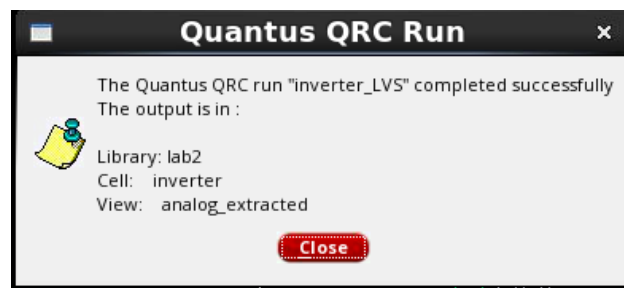 Quantus QRC Run
The Quantus QRC run "inverter_LVS" completed successfully
The output is in :
Library: lab2
Cell: inverter
View: analog_extracted
Close